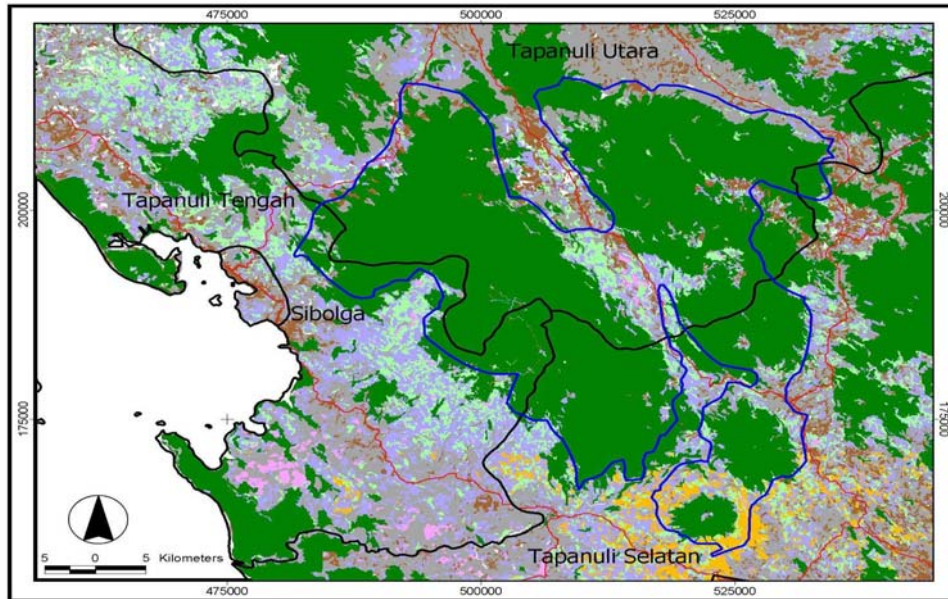 475000 500000 525000
Tapanuli Utara
200000
Tapanuli Tengah
Sibolga
175000 175000
5 0 5 Kilometers
Tapanuli Selatan
475000 500000 525000